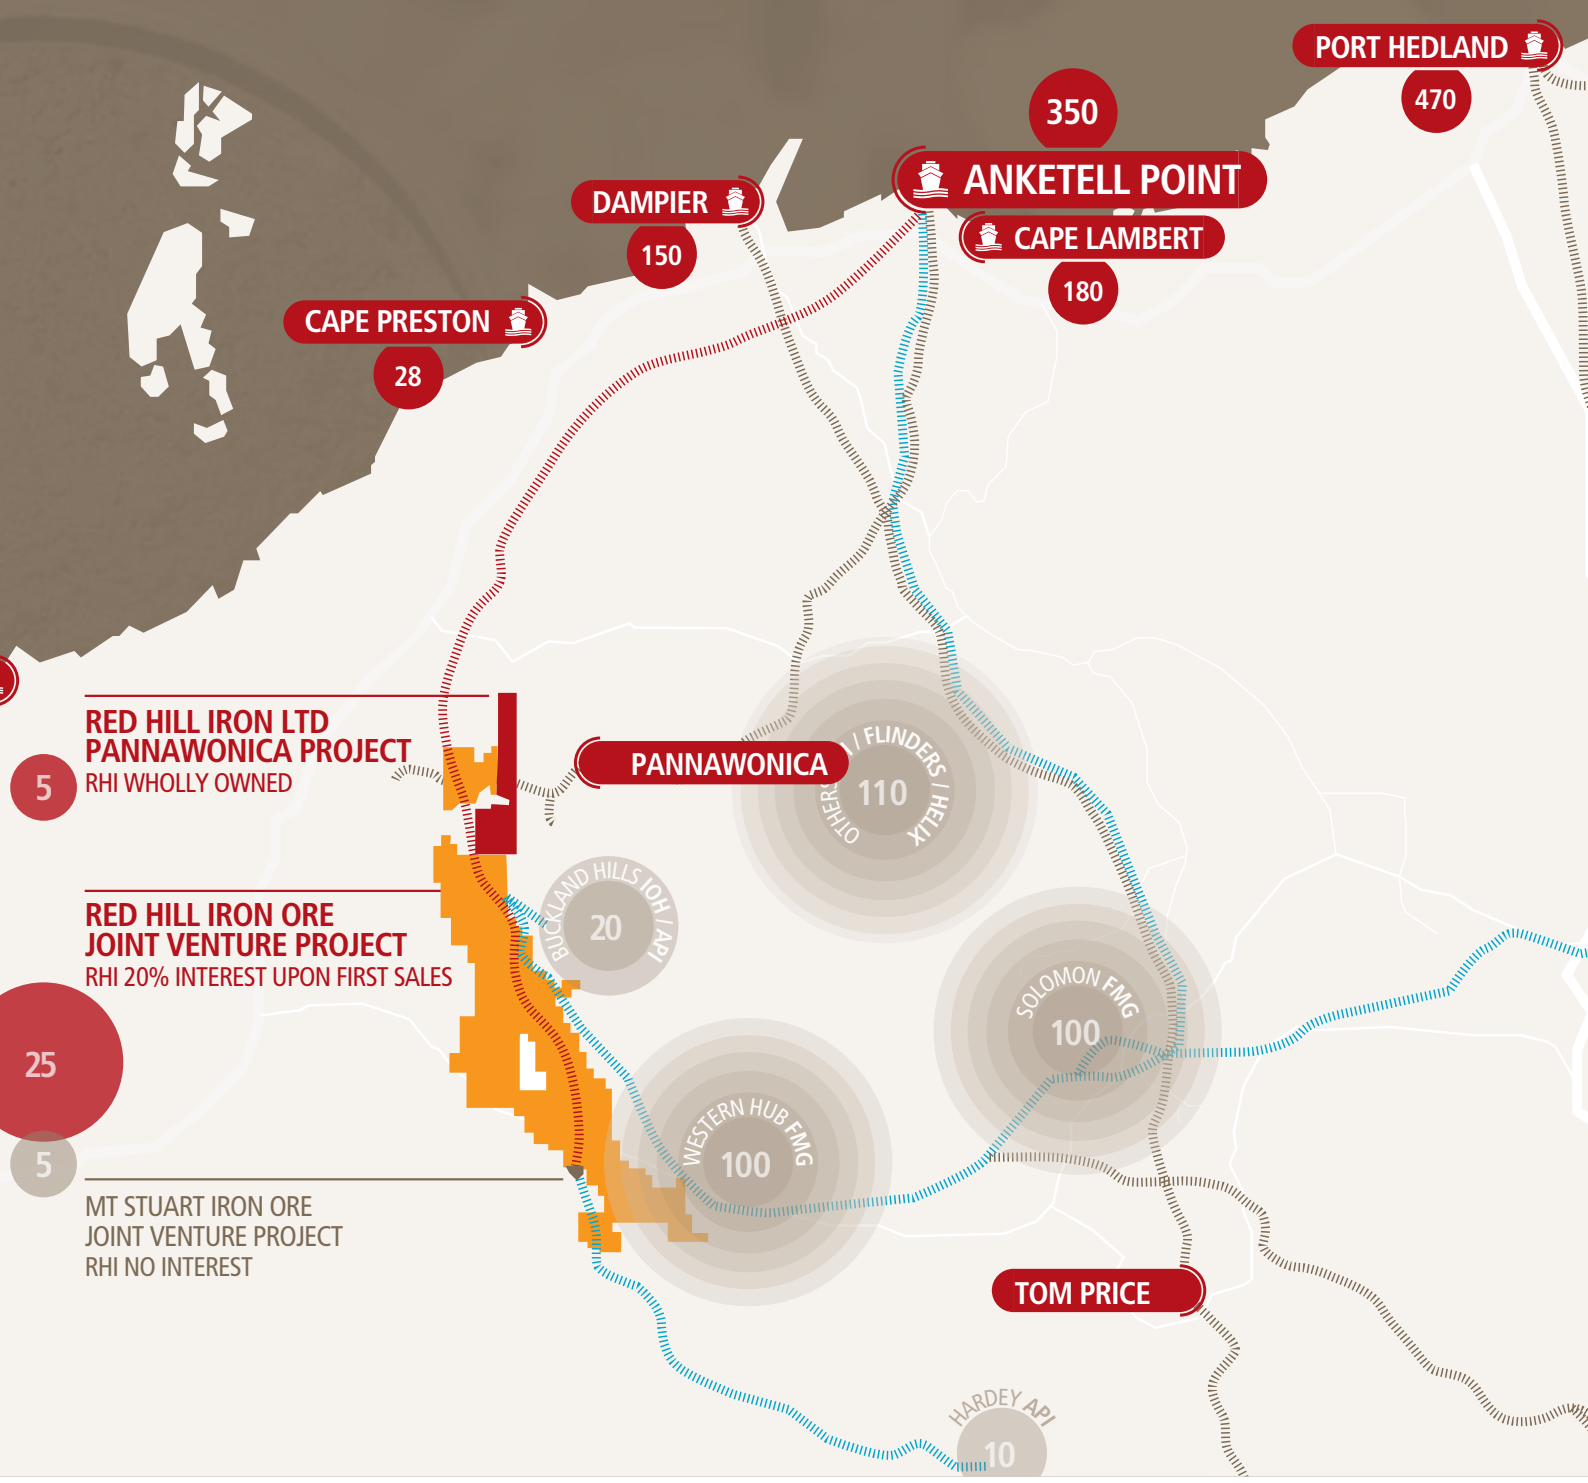 PORT HEDLAND
470
350
ANKETELL POINT
DAMPIER
150
CAPE LAMBERT
180
CAPE PRESTON
28
RED HILL IRON LTD
PANNAWONICA PROJECT
RHI WHOLLY OWNED
5
PANNAWONICA
/ FLINDERS / HELIX
OTHERS
110
BUCKLAND HILLS IOH / API
20
RED HILL IRON ORE
JOINT VENTURE PROJECT
RHI 20% INTEREST UPON FIRST SALES
25
SOLOMON FMG
100
WESTERN HUB FMG
100
5
MT STUART IRON ORE
JOINT VENTURE PROJECT
RHI NO INTEREST
TOM PRICE
HARDEY API
10